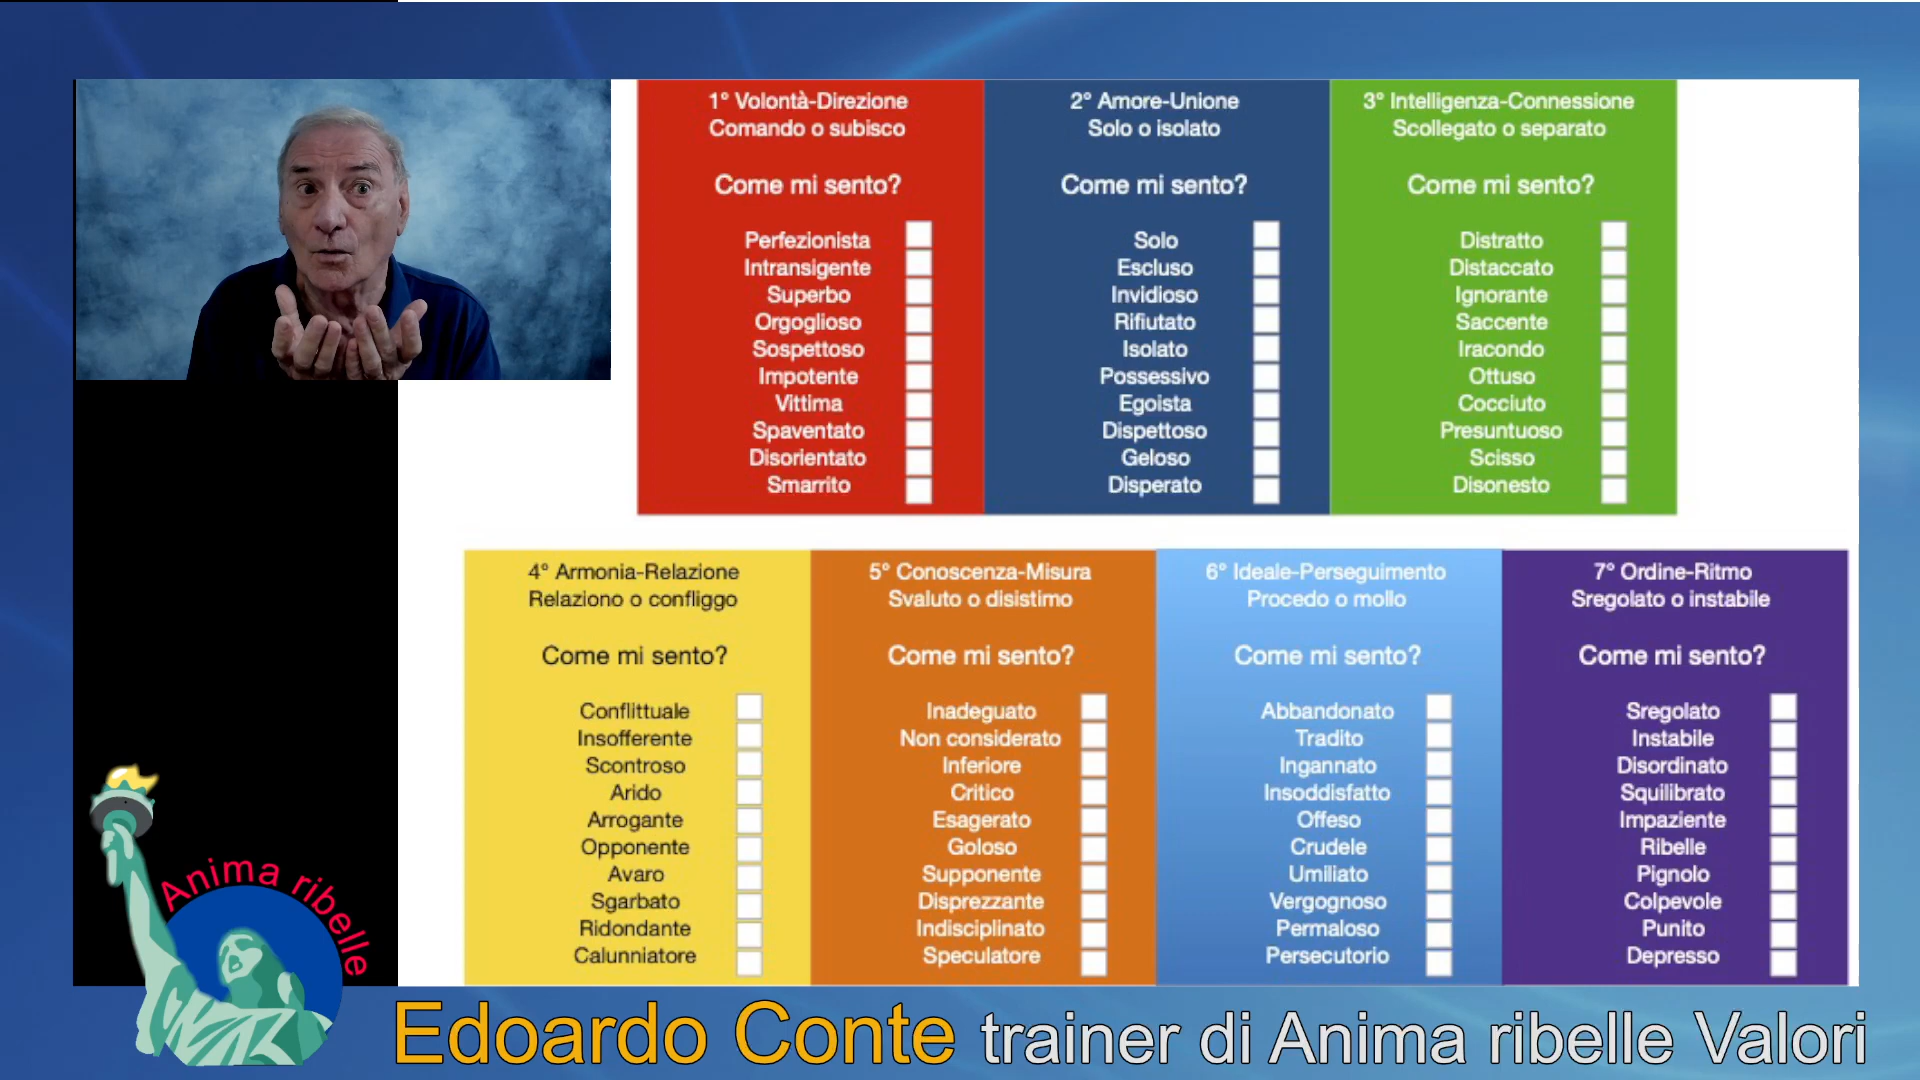 1° Volontà-Direzione
Comando o subisco
Come mi sento?
Perfezionista
Intransigente
Superbo
Orgoglioso
Sospettoso
Impotente
Vittima
Spaventato
Disorientato
Smarrito
2° Amore-Unione
Solo o isolato
Come mi sento?
Solo
Escluso
Invidioso
Rifiutato
Isolato
Possessivo
Egoista
Dispettoso
Geloso
Disperato
3° Intelligenza-Connessione
Scollegato o separato
Come mi sento?
Distratto
Distaccato
Ignorante
Saccente
Iracondo
Ottuso
Cocciuto
Presuntuoso
Scisso
Disonesto
4° Armonia-Relazione
Relaziono o confliggo
Come mi sento?
Conflittuale
Insofferente
Scontroso
Arido
Arrogante
Opponente
Avaro
Sgarbato
Ridondante
Calunniatore
5° Conoscenza-Misura
Svaluto o disistimo
Come mi sento?
Inadeguato
Non considerato
Inferiore
Critico
Esagerato
Goloso
Supponente
Disprezzante
Indisciplinato
Speculatore
6° Ideale-Perseguimento
Procedo o mollo
Come mi sento?
Abbandonato
Tradito
Ingannato
Insoddisfatto
Offeso
Crudele
Umiliato
Vergognoso
Permaloso
Persecutorio
7° Ordine-Ritmo
Sregolato o instabile
Come mi sento?
Sregolato
Instabile
Disordinato
Squilibrato
Impaziente
Ribelle
Pignolo
Colpevole
Punito
Depresso
Anima ribelle
Edoardo Conte trainer di Anima ribelle Valori